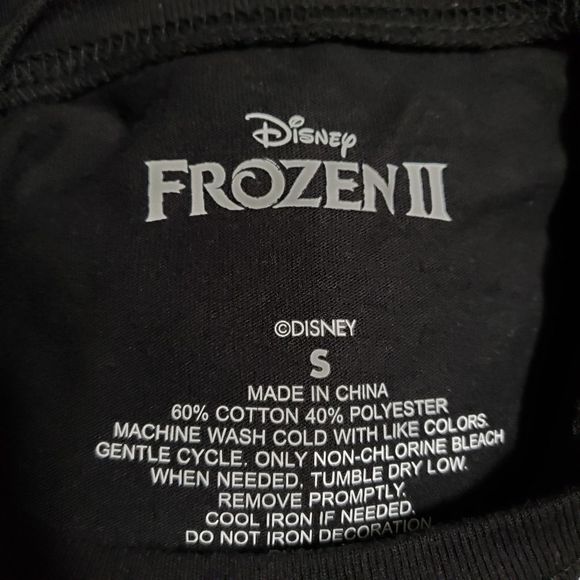 Disney
FROZEN II
©DISNEY
S
MADE IN CHINA
60% COTTON 40% POLYESTER
MACHINE WASH COLD WITH LIKE COLORS.
GENTLE CYCLE. ONLY NON-CHLORINE BLEACH
WHEN NEEDED. TUMBLE DRY LOW.
REMOVE PROMPTLY.
COOL IRON IF NEEDED.
DO NOT IRON DECORATION